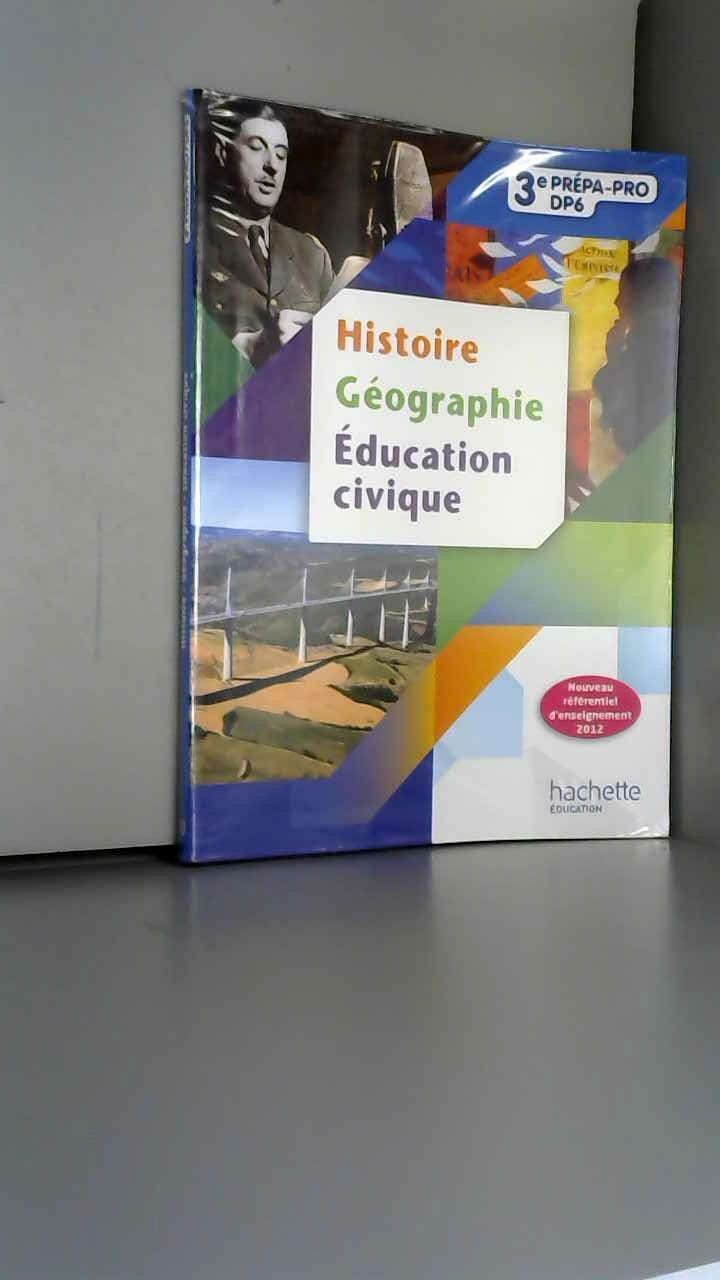 3e PRÉPA-PRO
DP6
Histoire
Géographie
Éducation
civique
Nouveau
référentiel
d'enseignement
2012
hachette
ÉDUCATION